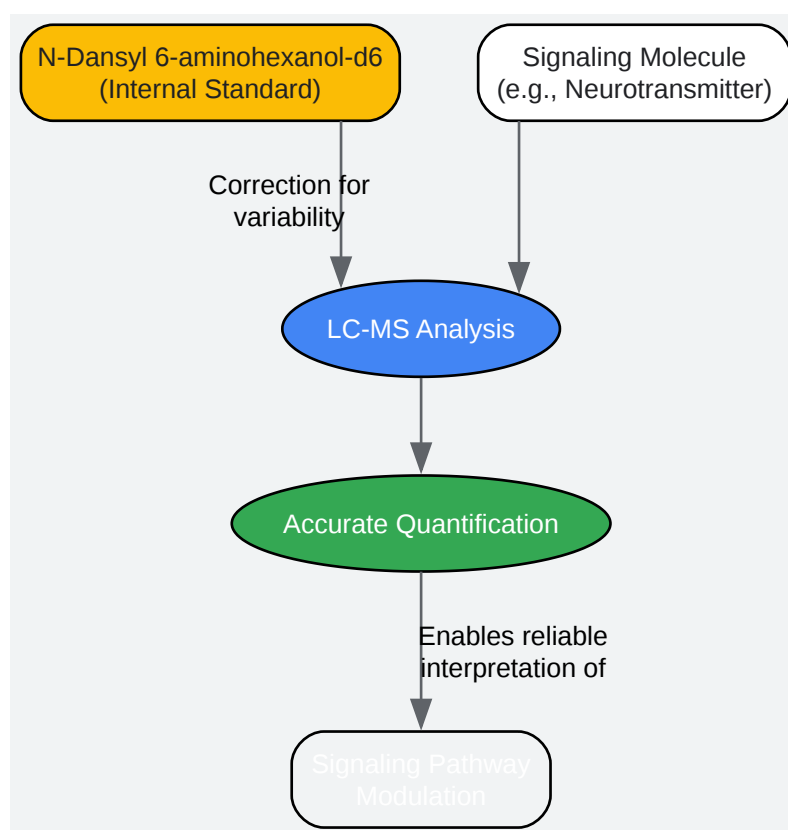 N-Dansyl 6-aminohexanol-d6
(Internal Standard)
Signaling Molecule
(e.g., Neurotransmitter)
Correction for
variability
LC-MS Analysis
Accurate Quantification
Enables reliable
interpretation of
Signaling Pathway
Modulation